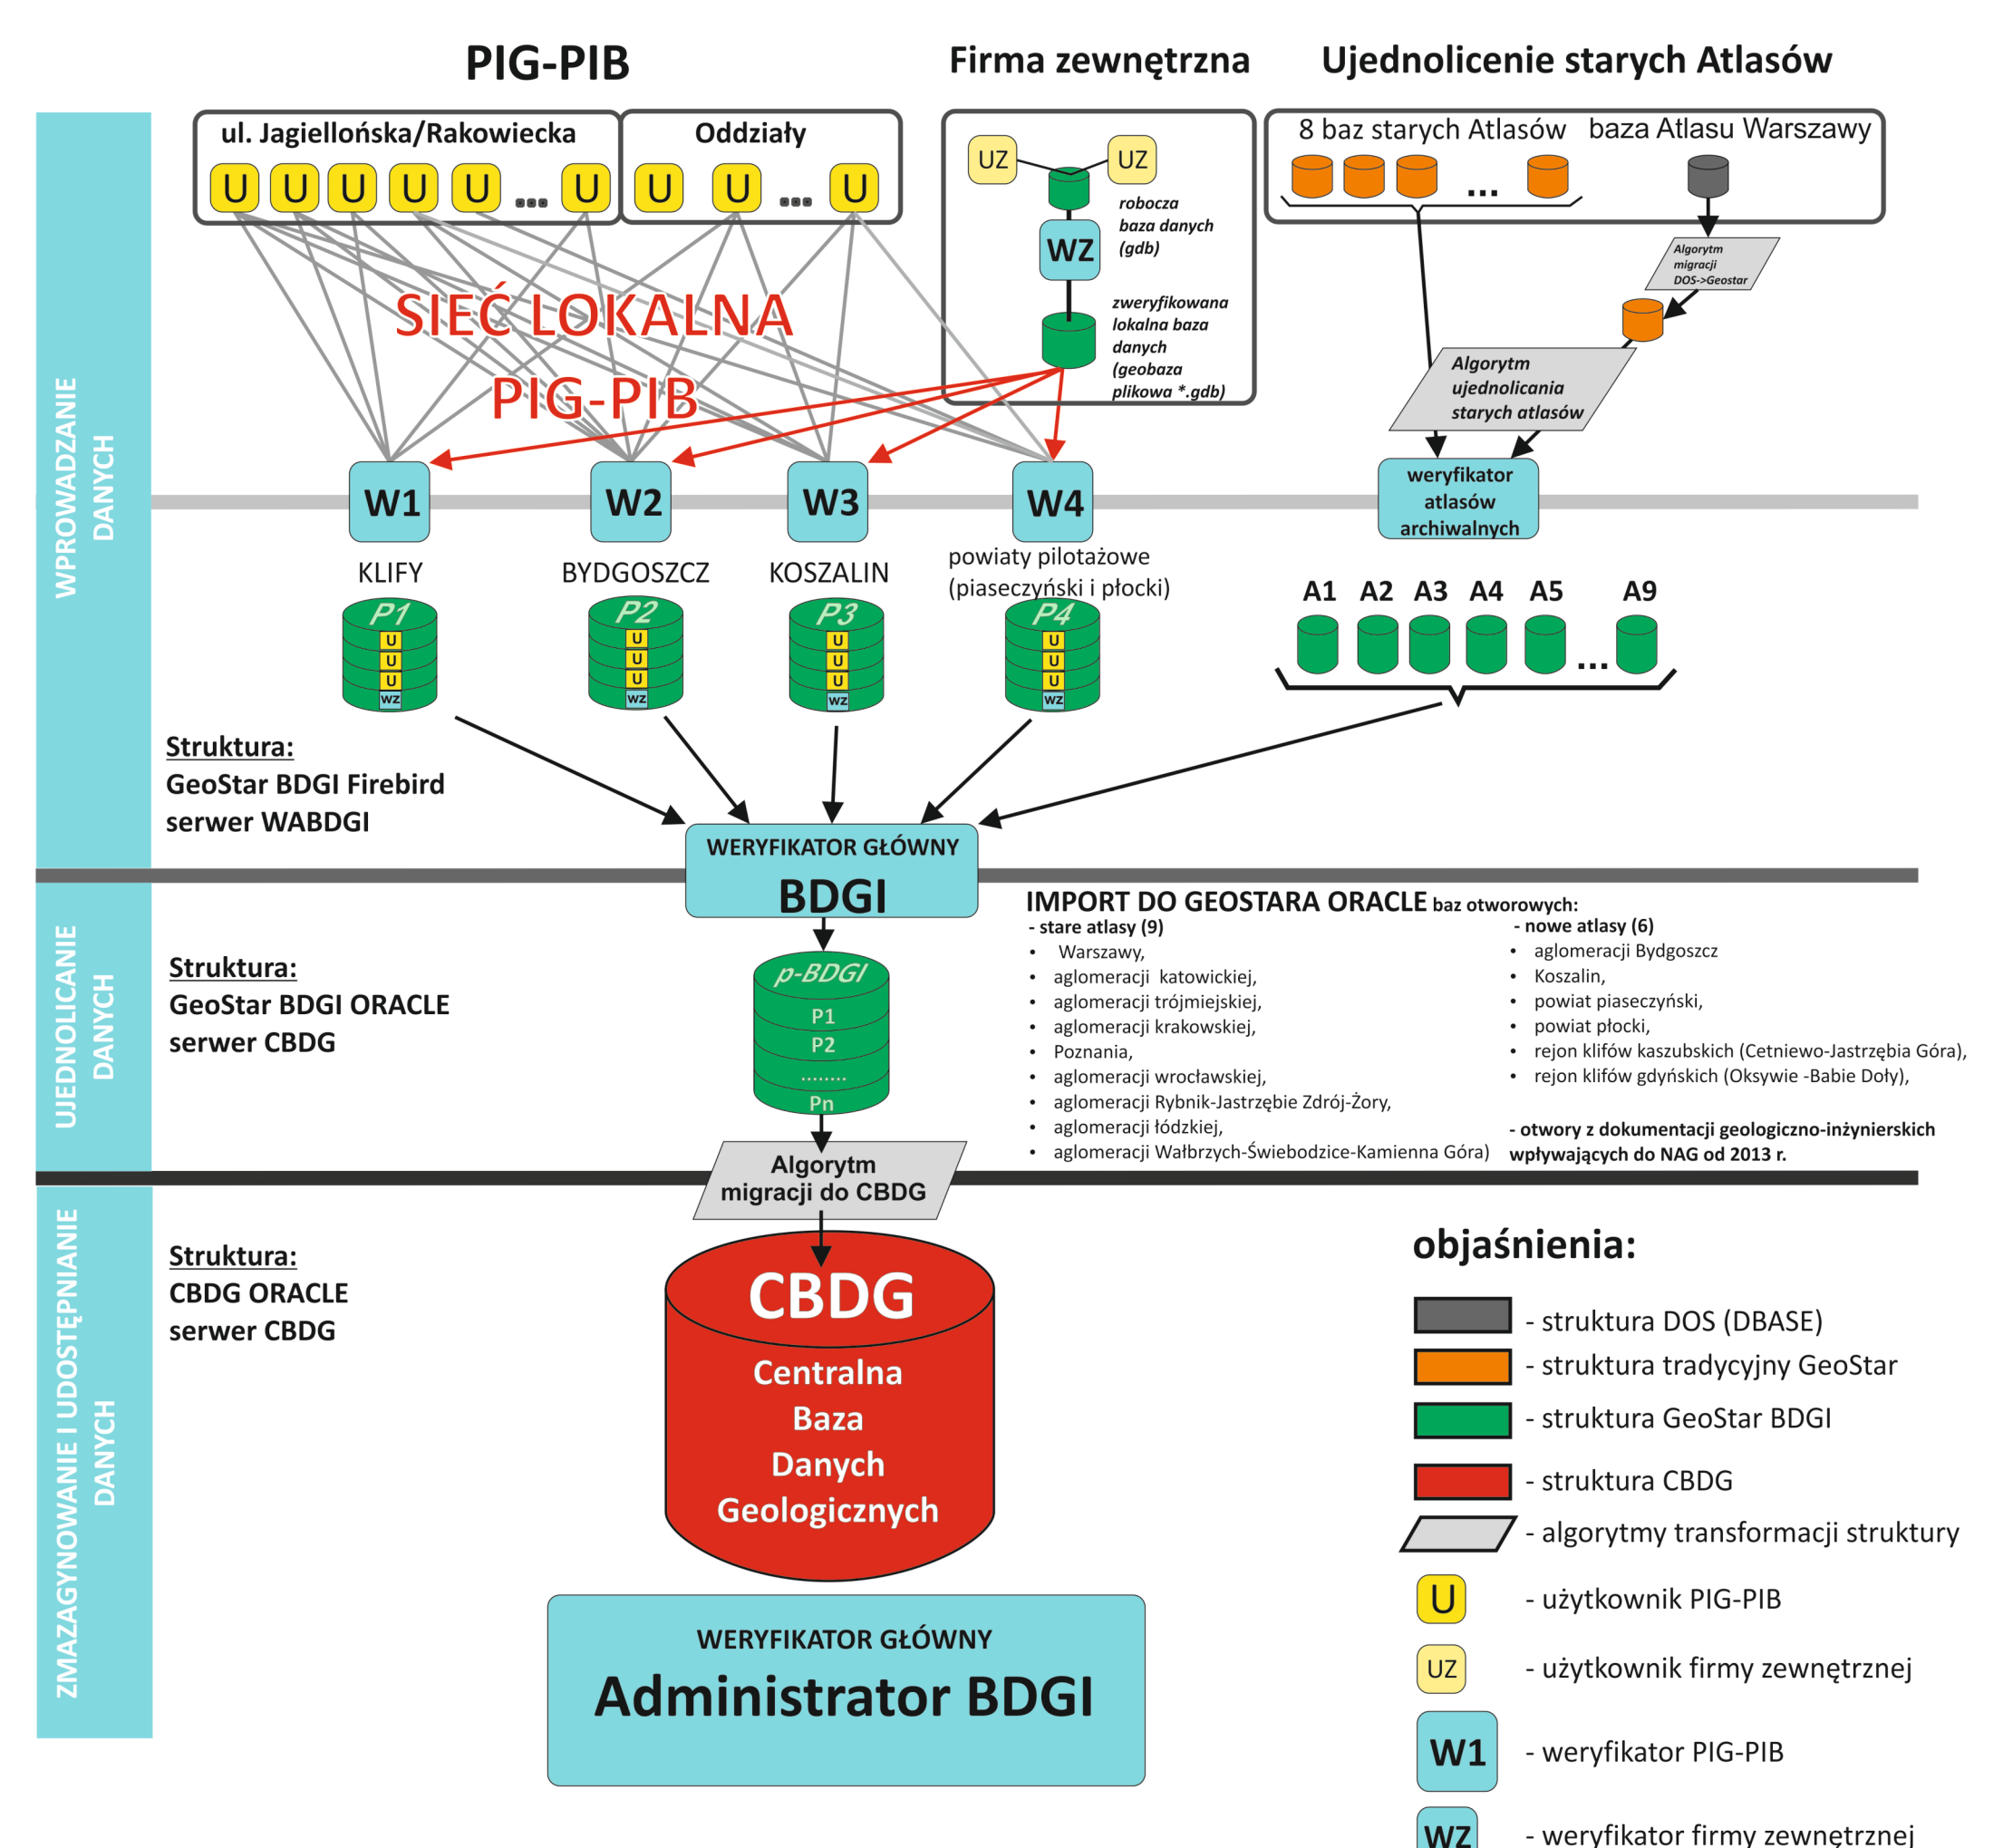 PIG-PIB
Firma zewnętrzna
Ujednolicenie starych Atlasów
ul. Jagiellońska/Rakowiecka
Oddziały
U U U U U ... U
U U ... U
UZ UZ
robocza
baza danych
(gdb)
WZ
zweryfikowana
lokalna baza
danych
(geobaza
plikowa *.gdb)
8 baz starych Atlasów
baza Atlasu Warszawy
...
Algorytm
migracji
DOS->Geostar
Algorytm
ujednolicania
starych atlasów
SIEĆ LOKALNA
PIG-PIB
WPROWADZANIE
DANYCH
W1
W2
W3
W4
weryfikator
atlasów
archiwalnych
KLIFY
BYDGOSZCZ
KOSZALIN
powiaty pilotażowe
(piaseczyński i płocki)
P1
U
U
U
WZ
P2
U
U
U
WZ
P3
U
U
U
WZ
P4
U
U
U
WZ
A1 A2 A3 A4 A5 ... A9
Struktura:
GeoStar BDGI Firebird
serwer WABDGI
WERYFIKATOR GŁÓWNY
BDGI
UJEDNOLICANIE
DANYCH
Struktura:
GeoStar BDGI ORACLE
serwer CBDG
p-BDGI
P1
P2
........
Pn
IMPORT DO GEOSTARA ORACLE baz otworowych:
- stare atlasy (9)
• Warszawy,
• aglomeracji katowickiej,
• aglomeracji trójmiejskiej,
• aglomeracji krakowskiej,
• Poznania,
• aglomeracji wrocławskiej,
• aglomeracji Rybnik-Jastrzębie Zdrój-Żory,
• aglomeracji łódzkiej,
• aglomeracji Wałbrzych-Świebodzice-Kamienna Góra)
- nowe atlasy (6)
• aglomeracji Bydgoszcz
• Koszalin,
• powiat piaseczyński,
• powiat płocki,
• rejon klifów kaszubskich (Cetniewo-Jastrzębia Góra),
• rejon klifów gdyńskich (Oksywie -Babie Doły),
- otwory z dokumentacji geologiczno-inżynierskich
wpływających do NAG od 2013 r.
Algorytm
migracji do CBDG
ZMAZAGYNOWANIE I UDOSTĘPNIANIE
DANYCH
Struktura:
CBDG ORACLE
serwer CBDG
CBDG
Centralna
Baza
Danych
Geologicznych
WERYFIKATOR GŁÓWNY
Administrator BDGI
objaśnienia:
- struktura DOS (DBASE)
- struktura tradycyjny GeoStar
- struktura GeoStar BDGI
- struktura CBDG
- algorytmy transformacji struktury
U - użytkownik PIG-PIB
UZ - użytkownik firmy zewnętrznej
W1 - weryfikator PIG-PIB
WZ - weryfikator firmy zewnętrznej